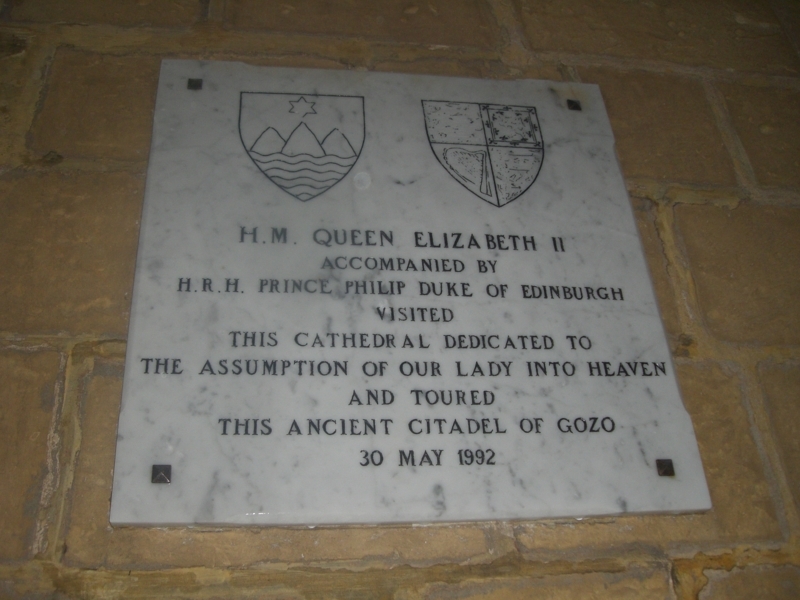 H.M. QUEEN ELIZABETH II
ACCOMPANIED BY
H.R.H. PRINCE PHILIP DUKE OF EDINBURGH
VISITED
THIS CATHEDRAL DEDICATED TO
THE ASSUMPTION OF OUR LADY INTO HEAVEN
AND TOURED
THIS ANCIENT CITADEL OF GOZO
30 MAY 1992